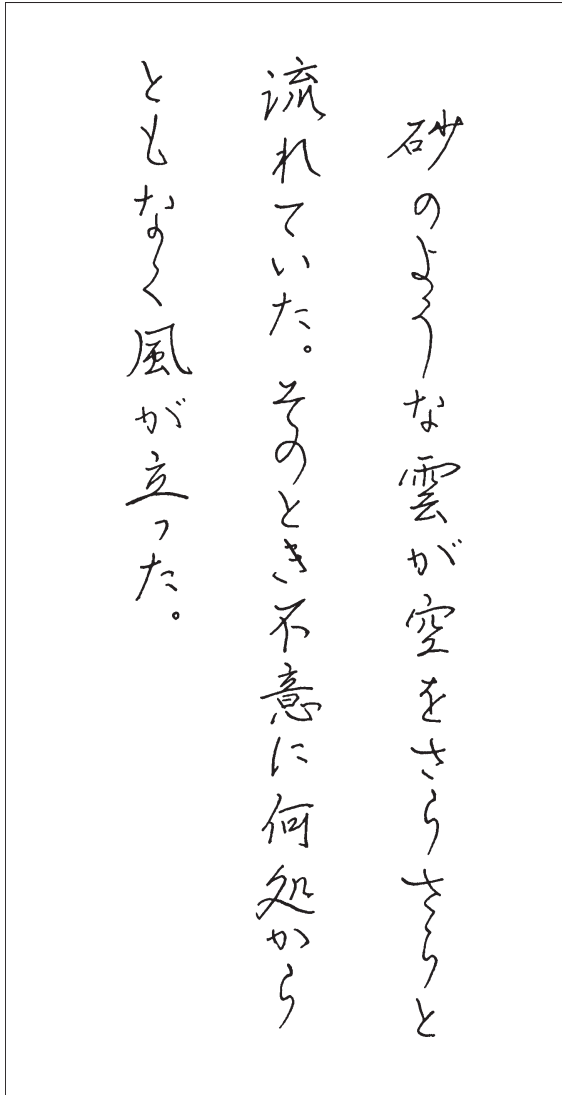 砂のような雲が空をさらさらと
流れていた。そのとき不意に何処から
ともなく風が立った。